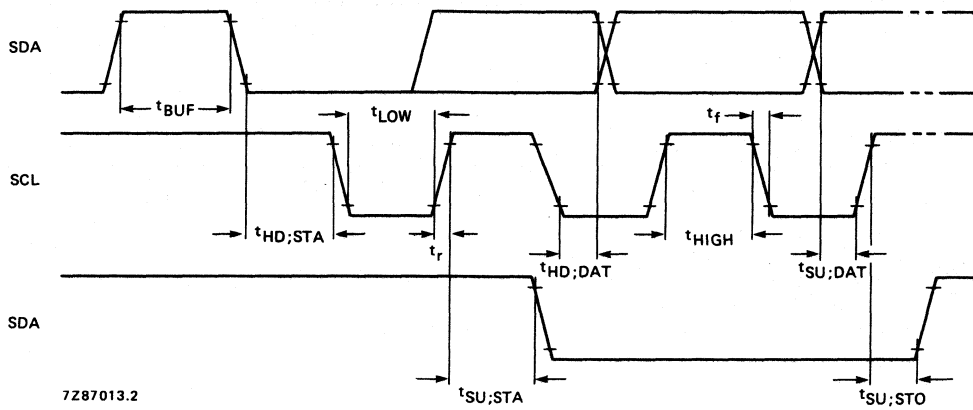 SDA
tBUF
tLOW
tf
SCL
tHD;STA
tr
tHD;DAT
tHIGH
tSU;DAT
SDA
tSU;STA
tSU;STO
7Z87013.2